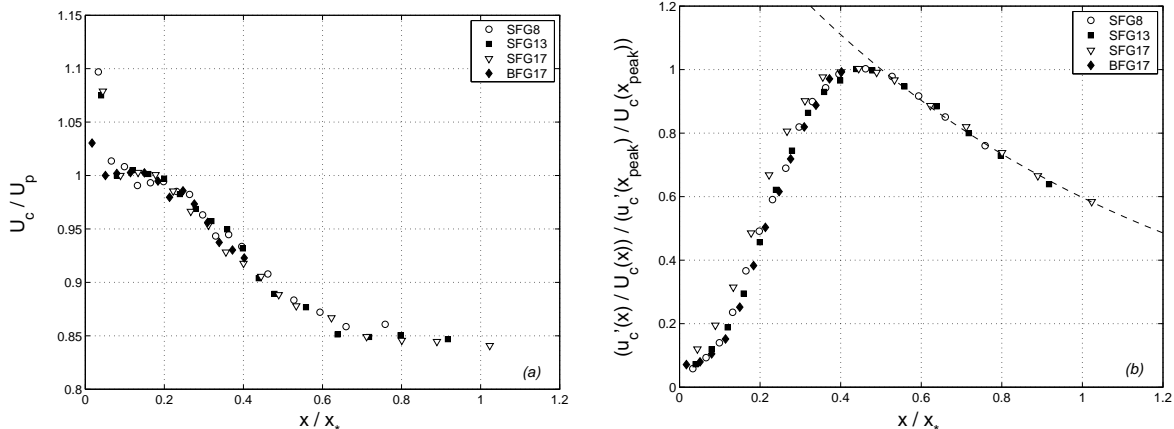 1.15
1.1
1.05
1
0.95
0.9
0.85
0.8
U_c / U_p
0 0.2 0.4 0.6 0.8 1 1.2
x / x_*
SFG8
SFG13
SFG17
BFG17
(a)
1.2
1
0.8
0.6
0.4
0.2
0
(u_c'(x) / U_c(x)) / (u_c'(x_peak) / U_c(x_peak))
0 0.2 0.4 0.6 0.8 1 1.2
x / x_*
SFG8
SFG13
SFG17
BFG17
(b)